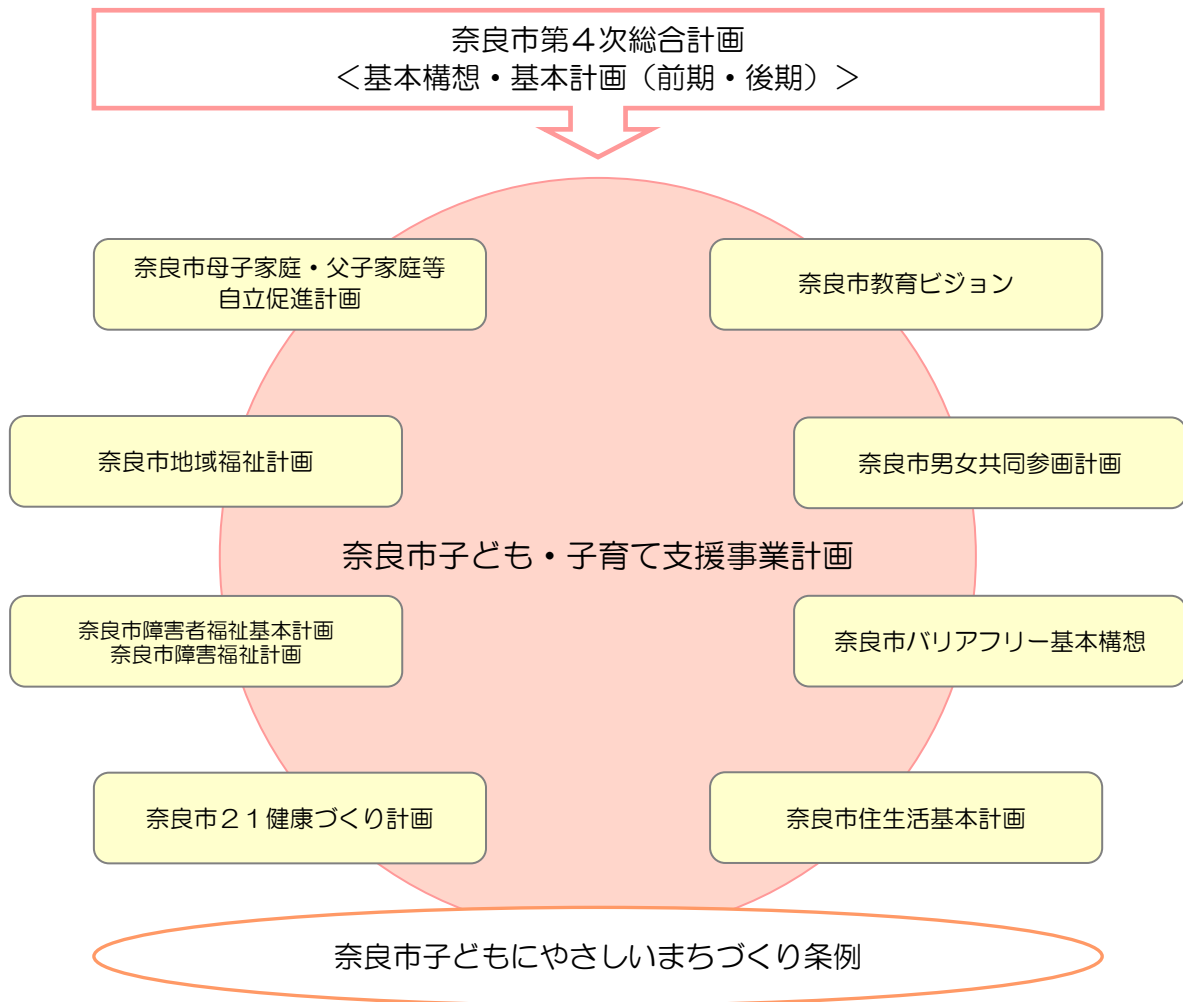 奈良市第４次総合計画
＜基本構想・基本計画（前期・後期）＞
奈良市母子家庭・父子家庭等
自立促進計画
奈良市教育ビジョン
奈良市地域福祉計画
奈良市男女共同参画計画
奈良市子ども・子育て支援事業計画
奈良市障害者福祉基本計画
奈良市障害福祉計画
奈良市バリアフリー基本構想
奈良市２１健康づくり計画
奈良市住生活基本計画
奈良市子どもにやさしいまちづくり条例